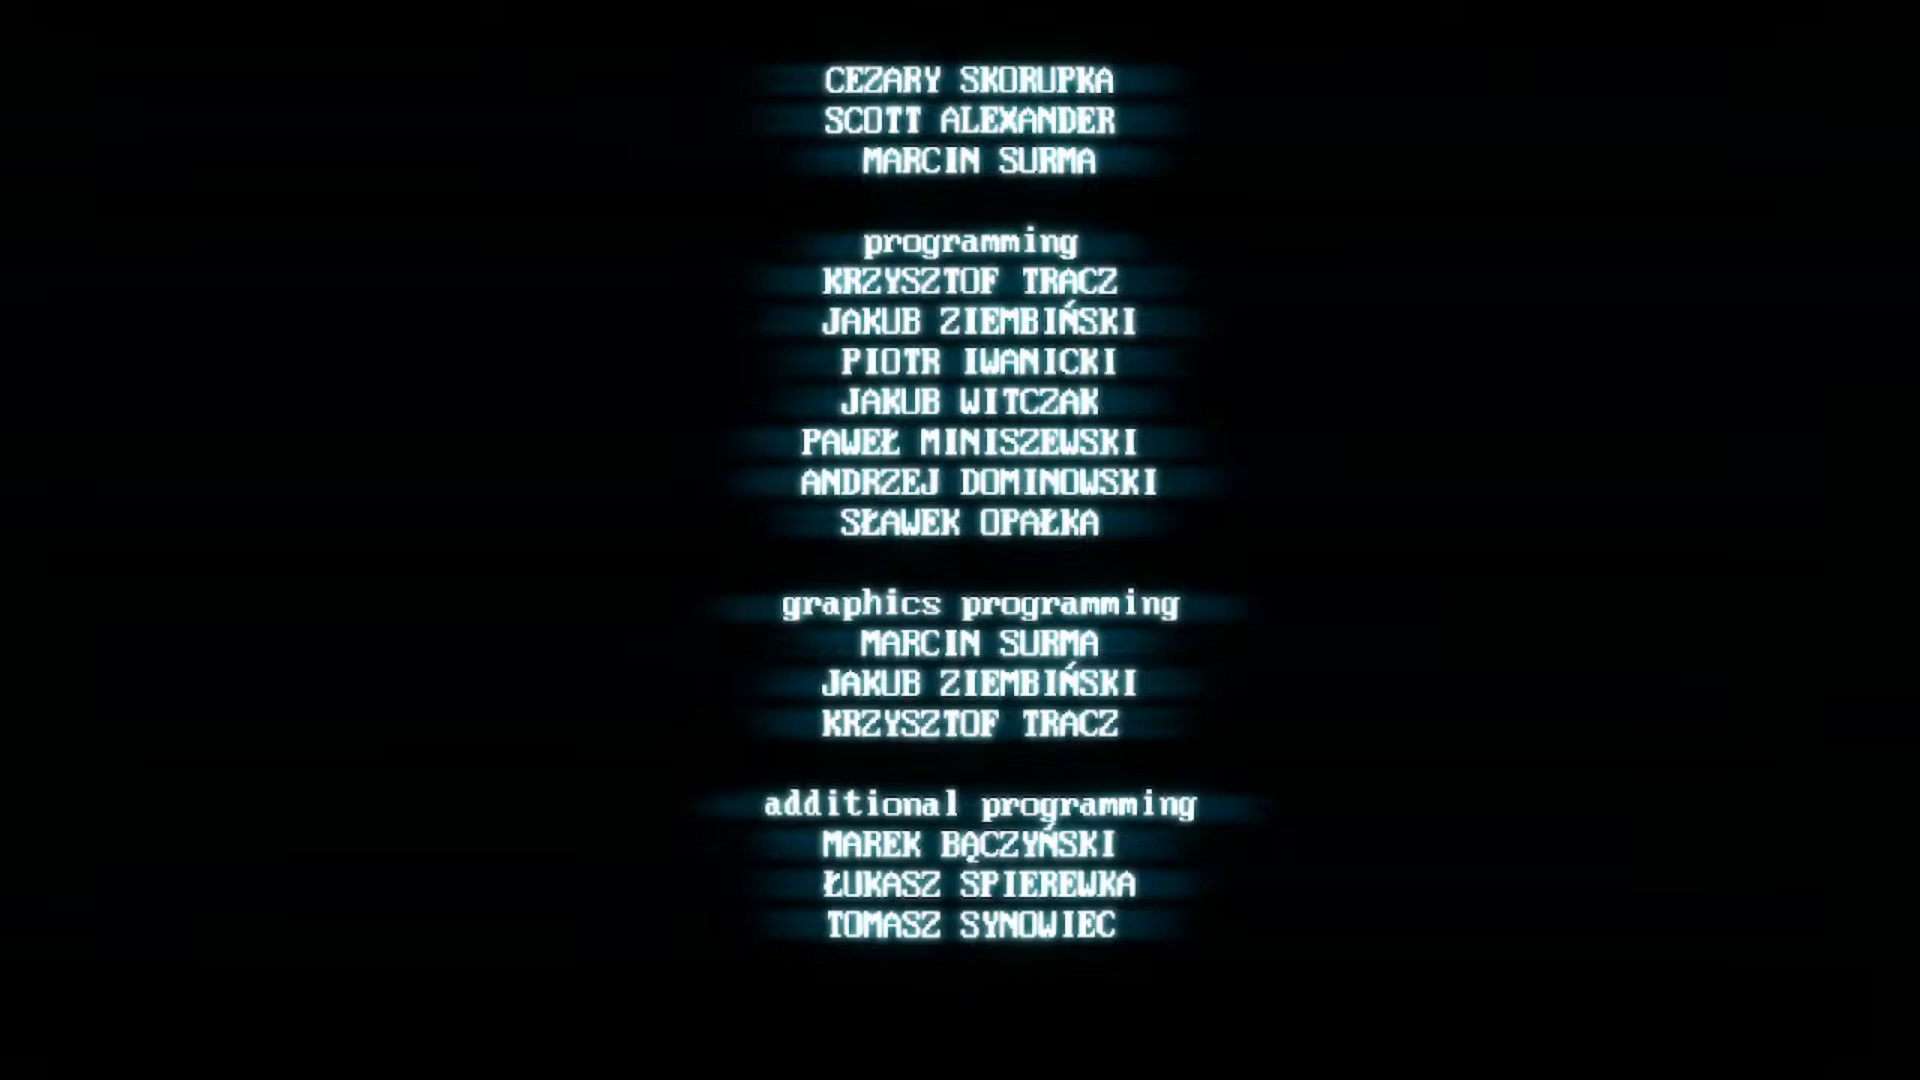 CEZARY SKORUPKA
SCOTT ALEXANDER
MARCIN SURMA
programming
KRZYSZTOF TRACZ
JAKUB ZIEMBIŃSKI
PIOTR IWANICKI
JAKUB WITCZAK
PAWEŁ MINISZEWSKI
ANDRZEJ DOMINOWSKI
SŁAWEK OPAŁKA
graphics programming
MARCIN SURMA
JAKUB ZIEMBIŃSKI
KRZYSZTOF TRACZ
additional programming
MAREK BĄCZYŃSKI
ŁUKASZ SPIEREWKA
TOMASZ SYNOWIEC